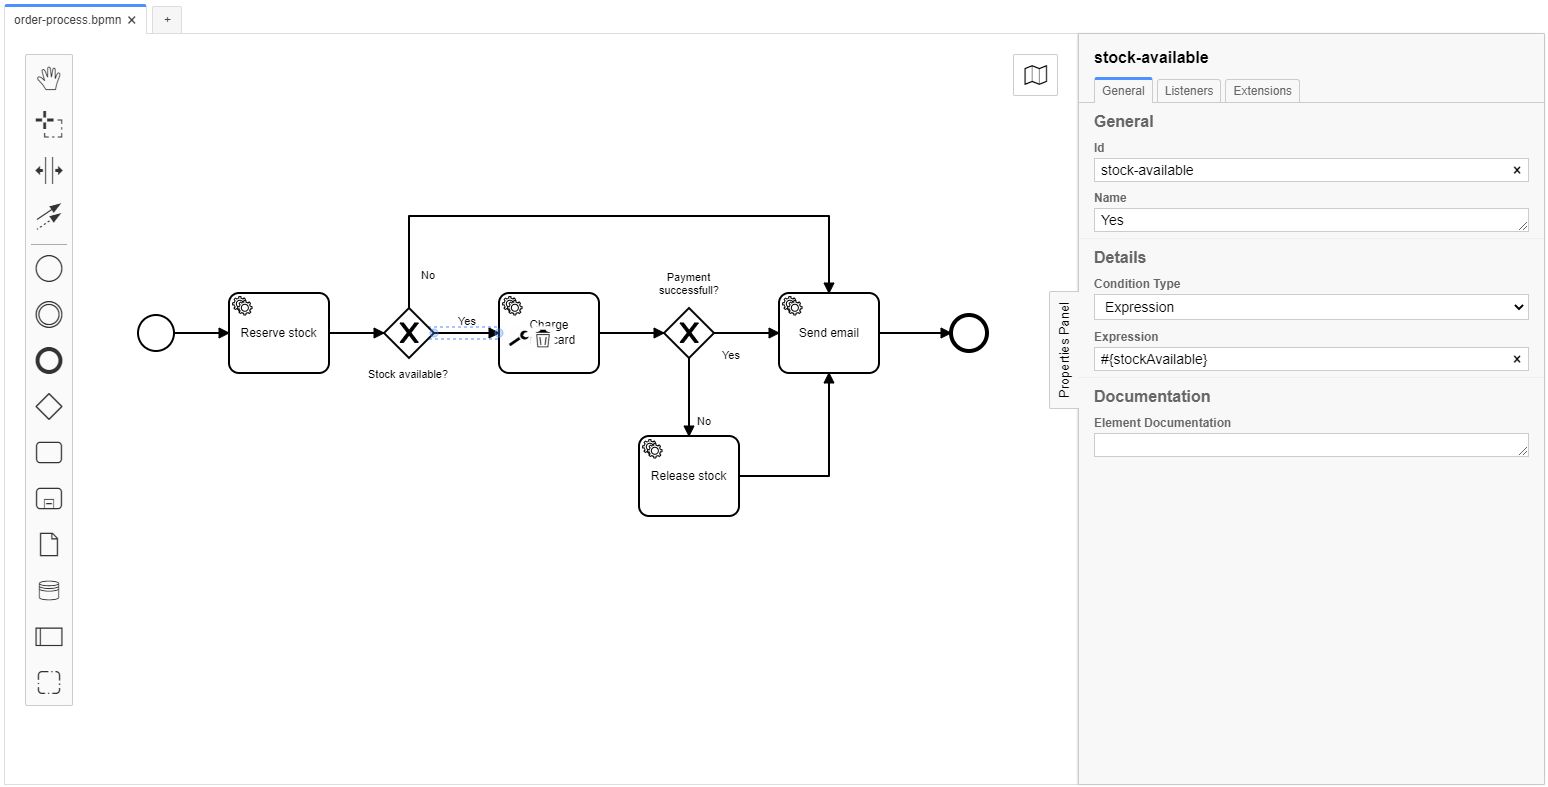 order-process.bpmn ×
+
stock-available
General Listeners Extensions
General
Id
stock-available ×
Name
Yes
Details
Condition Type
Expression
Expression
#{stockAvailable} ×
Documentation
Element Documentation
Properties Panel
No
Payment
successfull?
Reserve stock
X
Stock available?
Yes
Charge
card
X
Yes
Send email
No
Release stock